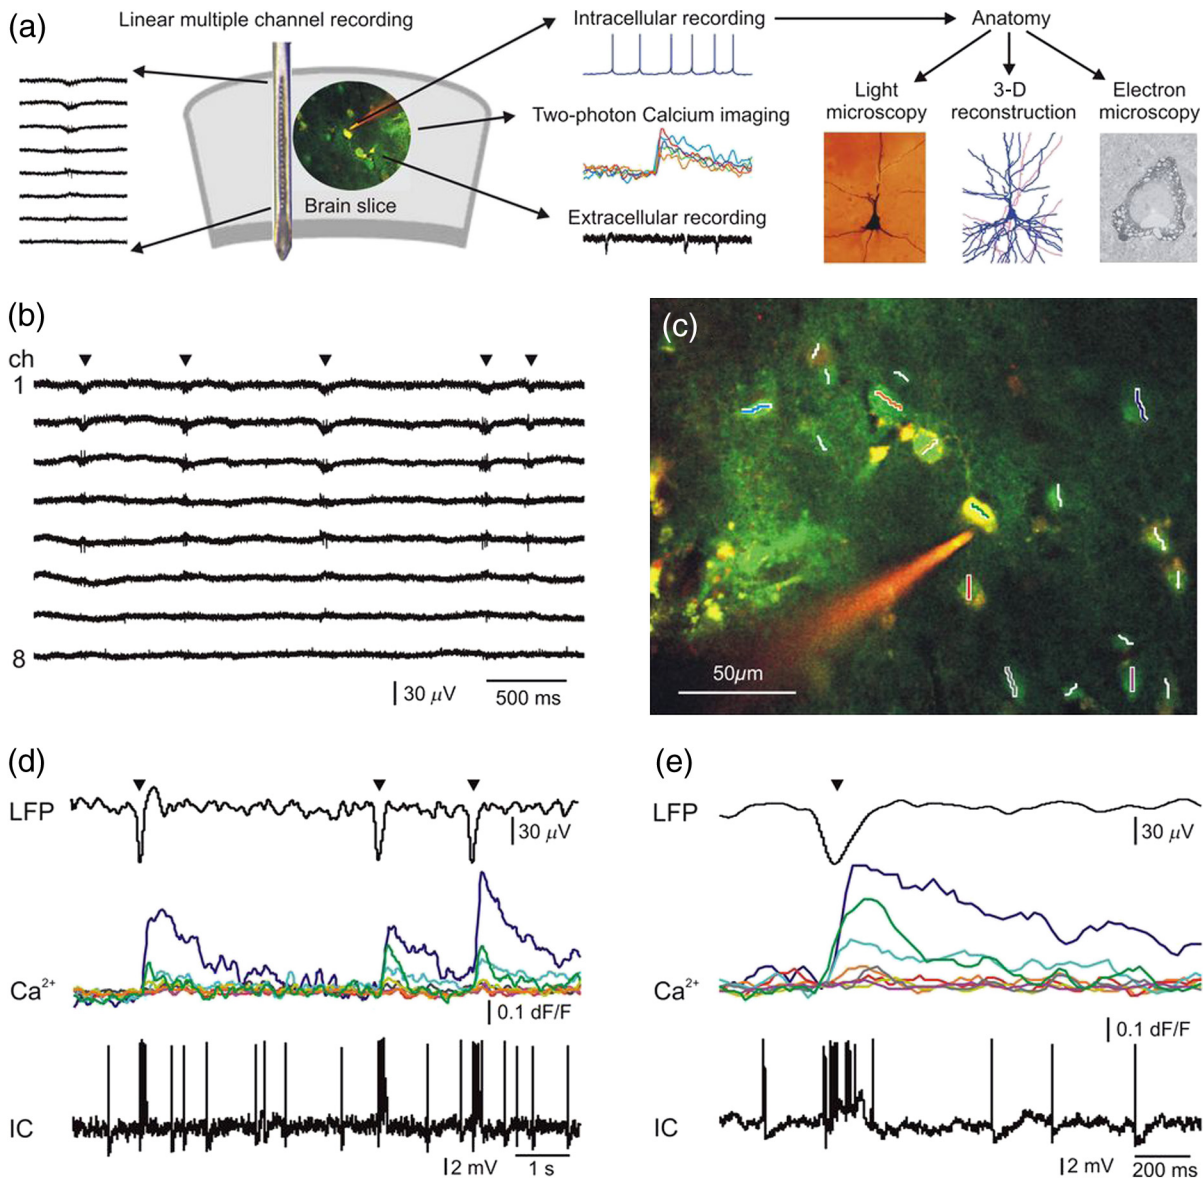 (a)
Linear multiple channel recording
Intracellular recording
Anatomy
Light
microscopy
3-D
reconstruction
Electron
microscopy
Two-photon Calcium imaging
Brain slice
Extracellular recording
(b)
ch
1
8
30 µV
500 ms
(c)
50µm
(d)
LFP
30 µV
Ca²⁺
0.1 dF/F
IC
2 mV
1 s
(e)
LFP
30 µV
Ca²⁺
0.1 dF/F
IC
2 mV
200 ms